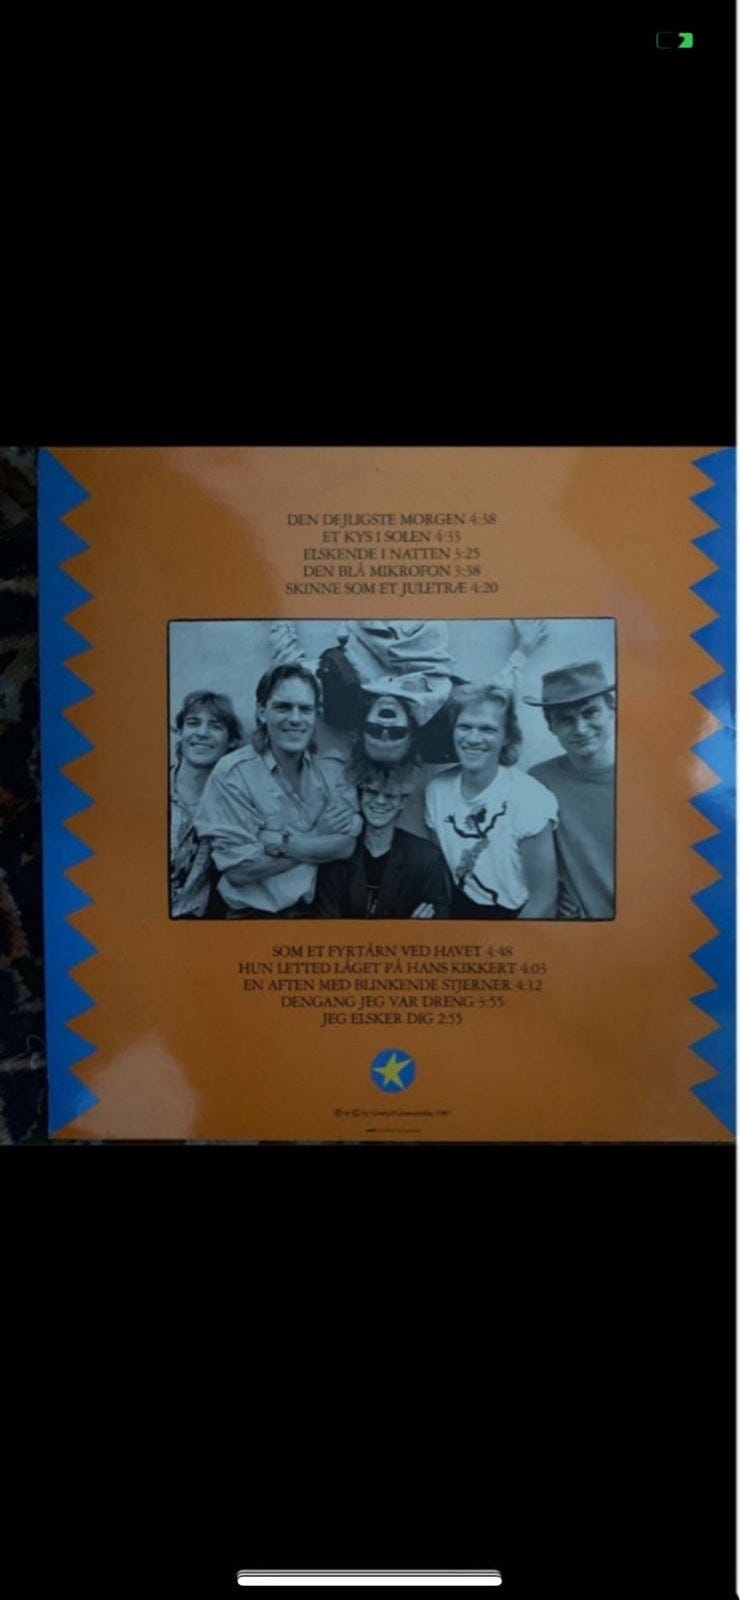 DEN DEJLIGSTE MORGEN 4:38
ET KYS I SOLEN 4:33
ELSKENDE I NATTEN 3:25
DEN BLÅ MIKROFON 3:38
SKINNE SOM ET JULETRÆ 4:20
SOM ET FYRTÅRN VED HAVET 4:48
HUN LETTED LÅGET PÅ HANS KIKKERT 4:03
EN AFTEN MED BLINKENDE STJERNER 4:12
DENGANG JEG VAR DRENG 3:55
JEG ELSKER DIG 2:55
℗ & © by 1987